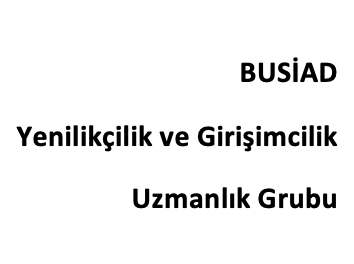 BUSİAD
Yenilikçilik ve Girişimcilik
Uzmanlık Grubu